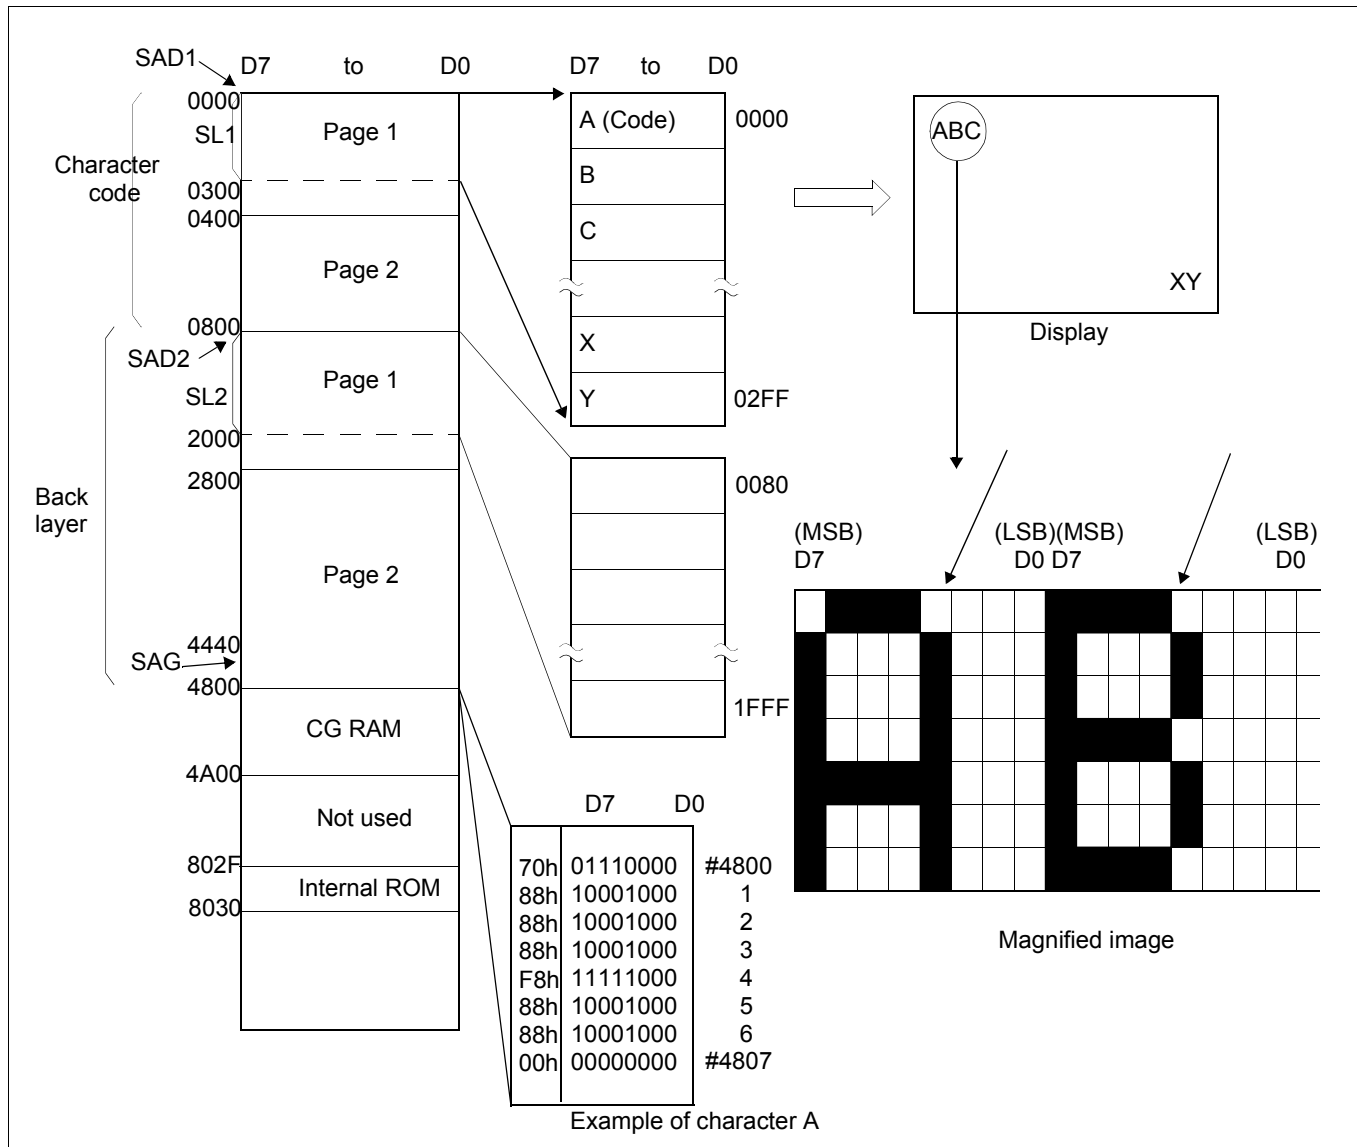 SAD1
D7 to D0
D7 to D0
0000
SL1
Page 1
Character
code
0300
0400
Page 2
0800
SAD2
Page 1
SL2
2000
2800
Back
layer
Page 2
4440
SAG
4800
CG RAM
4A00
Not used
802F
Internal ROM
8030
A (Code)
0000
B
C
X
Y
02FF
0080
1FFF
ABC
XY
Display
(MSB)
D7
(LSB)(MSB)
D0 D7
(LSB)
D0
Magnified image
D7 D0
70h 01110000 #4800
88h 10001000 1
88h 10001000 2
88h 10001000 3
F8h 11111000 4
88h 10001000 5
88h 10001000 6
00h 00000000 #4807
Example of character A